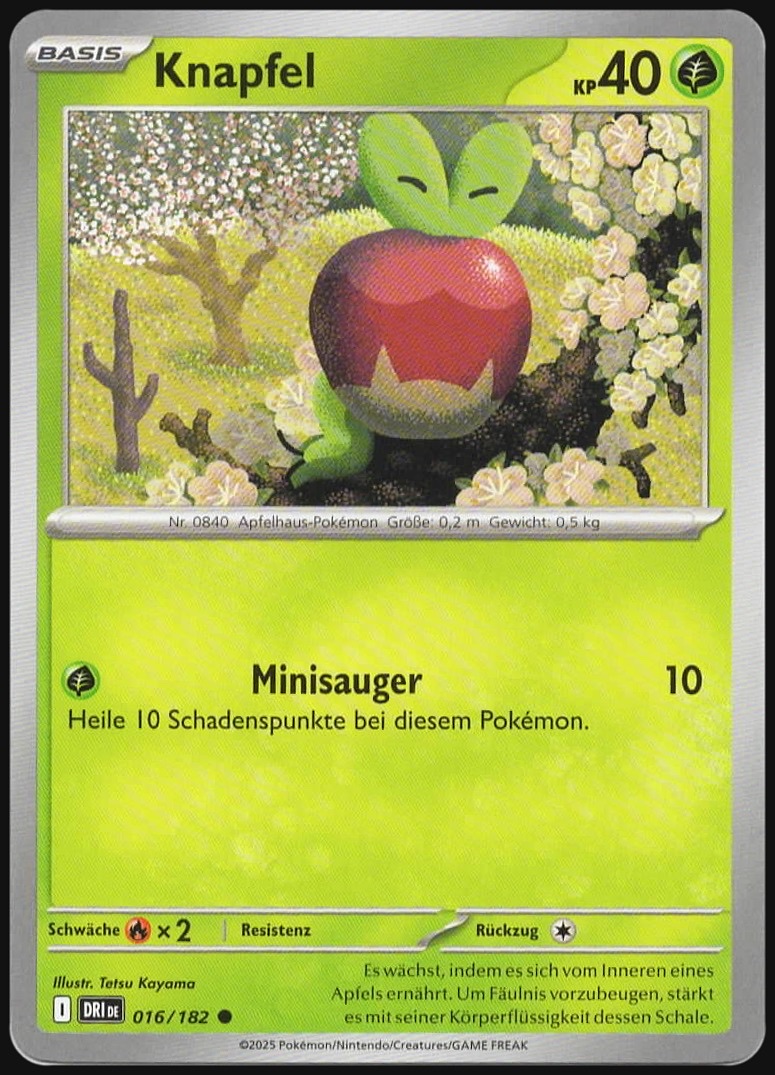 BASIS
Knapfel
KP 40
Nr. 0840 Apfelhaus-Pokémon Größe: 0,2 m Gewicht: 0,5 kg
Minisauger 10
Heile 10 Schadenspunkte bei diesem Pokémon.
Schwäche ×2 Resistenz Rückzug
Illustr. Tetsu Kayama
I DRI DE 016/182
Es wächst, indem es sich vom Inneren eines
Apfels ernährt. Um Fäulnis vorzubeugen, stärkt
es mit seiner Körperflüssigkeit dessen Schale.
©2025 Pokémon/Nintendo/Creatures/GAME FREAK